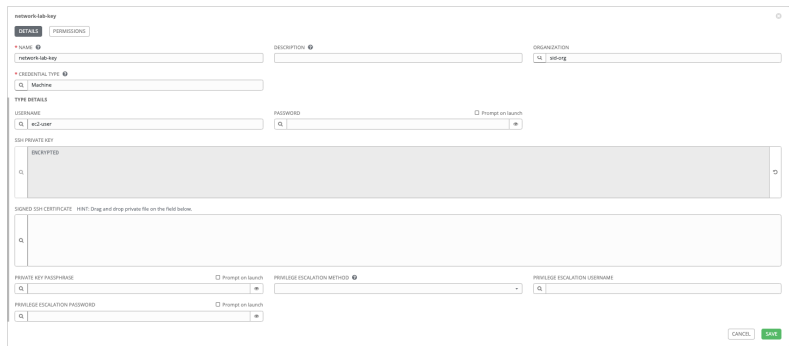 network-lab-key
DETAILS PERMISSIONS
* NAME DESCRIPTION ORGANIZATION
network-lab-key sid-org
* CREDENTIAL TYPE
Machine
TYPE DETAILS
USERNAME PASSWORD Prompt on launch
ec2-user
SSH PRIVATE KEY
ENCRYPTED
SIGNED SSH CERTIFICATE HINT: Drag and drop private file on the field below.
PRIVATE KEY PASSPHRASE Prompt on launch PRIVILEGE ESCALATION METHOD PRIVILEGE ESCALATION USERNAME
PRIVILEGE ESCALATION PASSWORD Prompt on launch
CANCEL SAVE